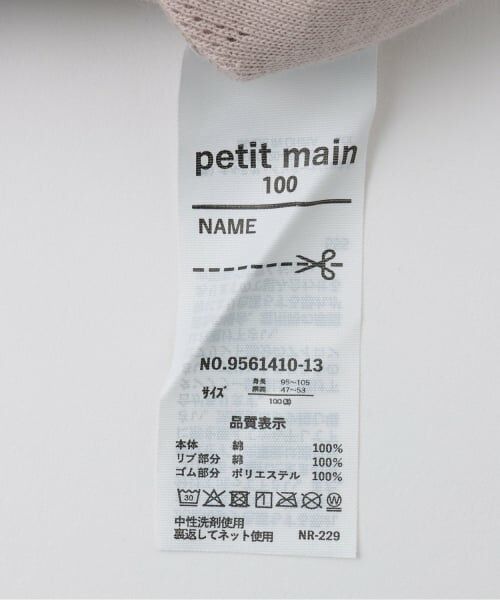 petit main
100
NAME
NO.9561410-13
サイズ 身長 95~105
胴囲 47~53
100(3)
品質表示
本体 綿 100%
リブ部分 綿 100%
ゴム部分 ポリエステル 100%
30 W
中性洗剤使用
裏返してネット使用 NR-229